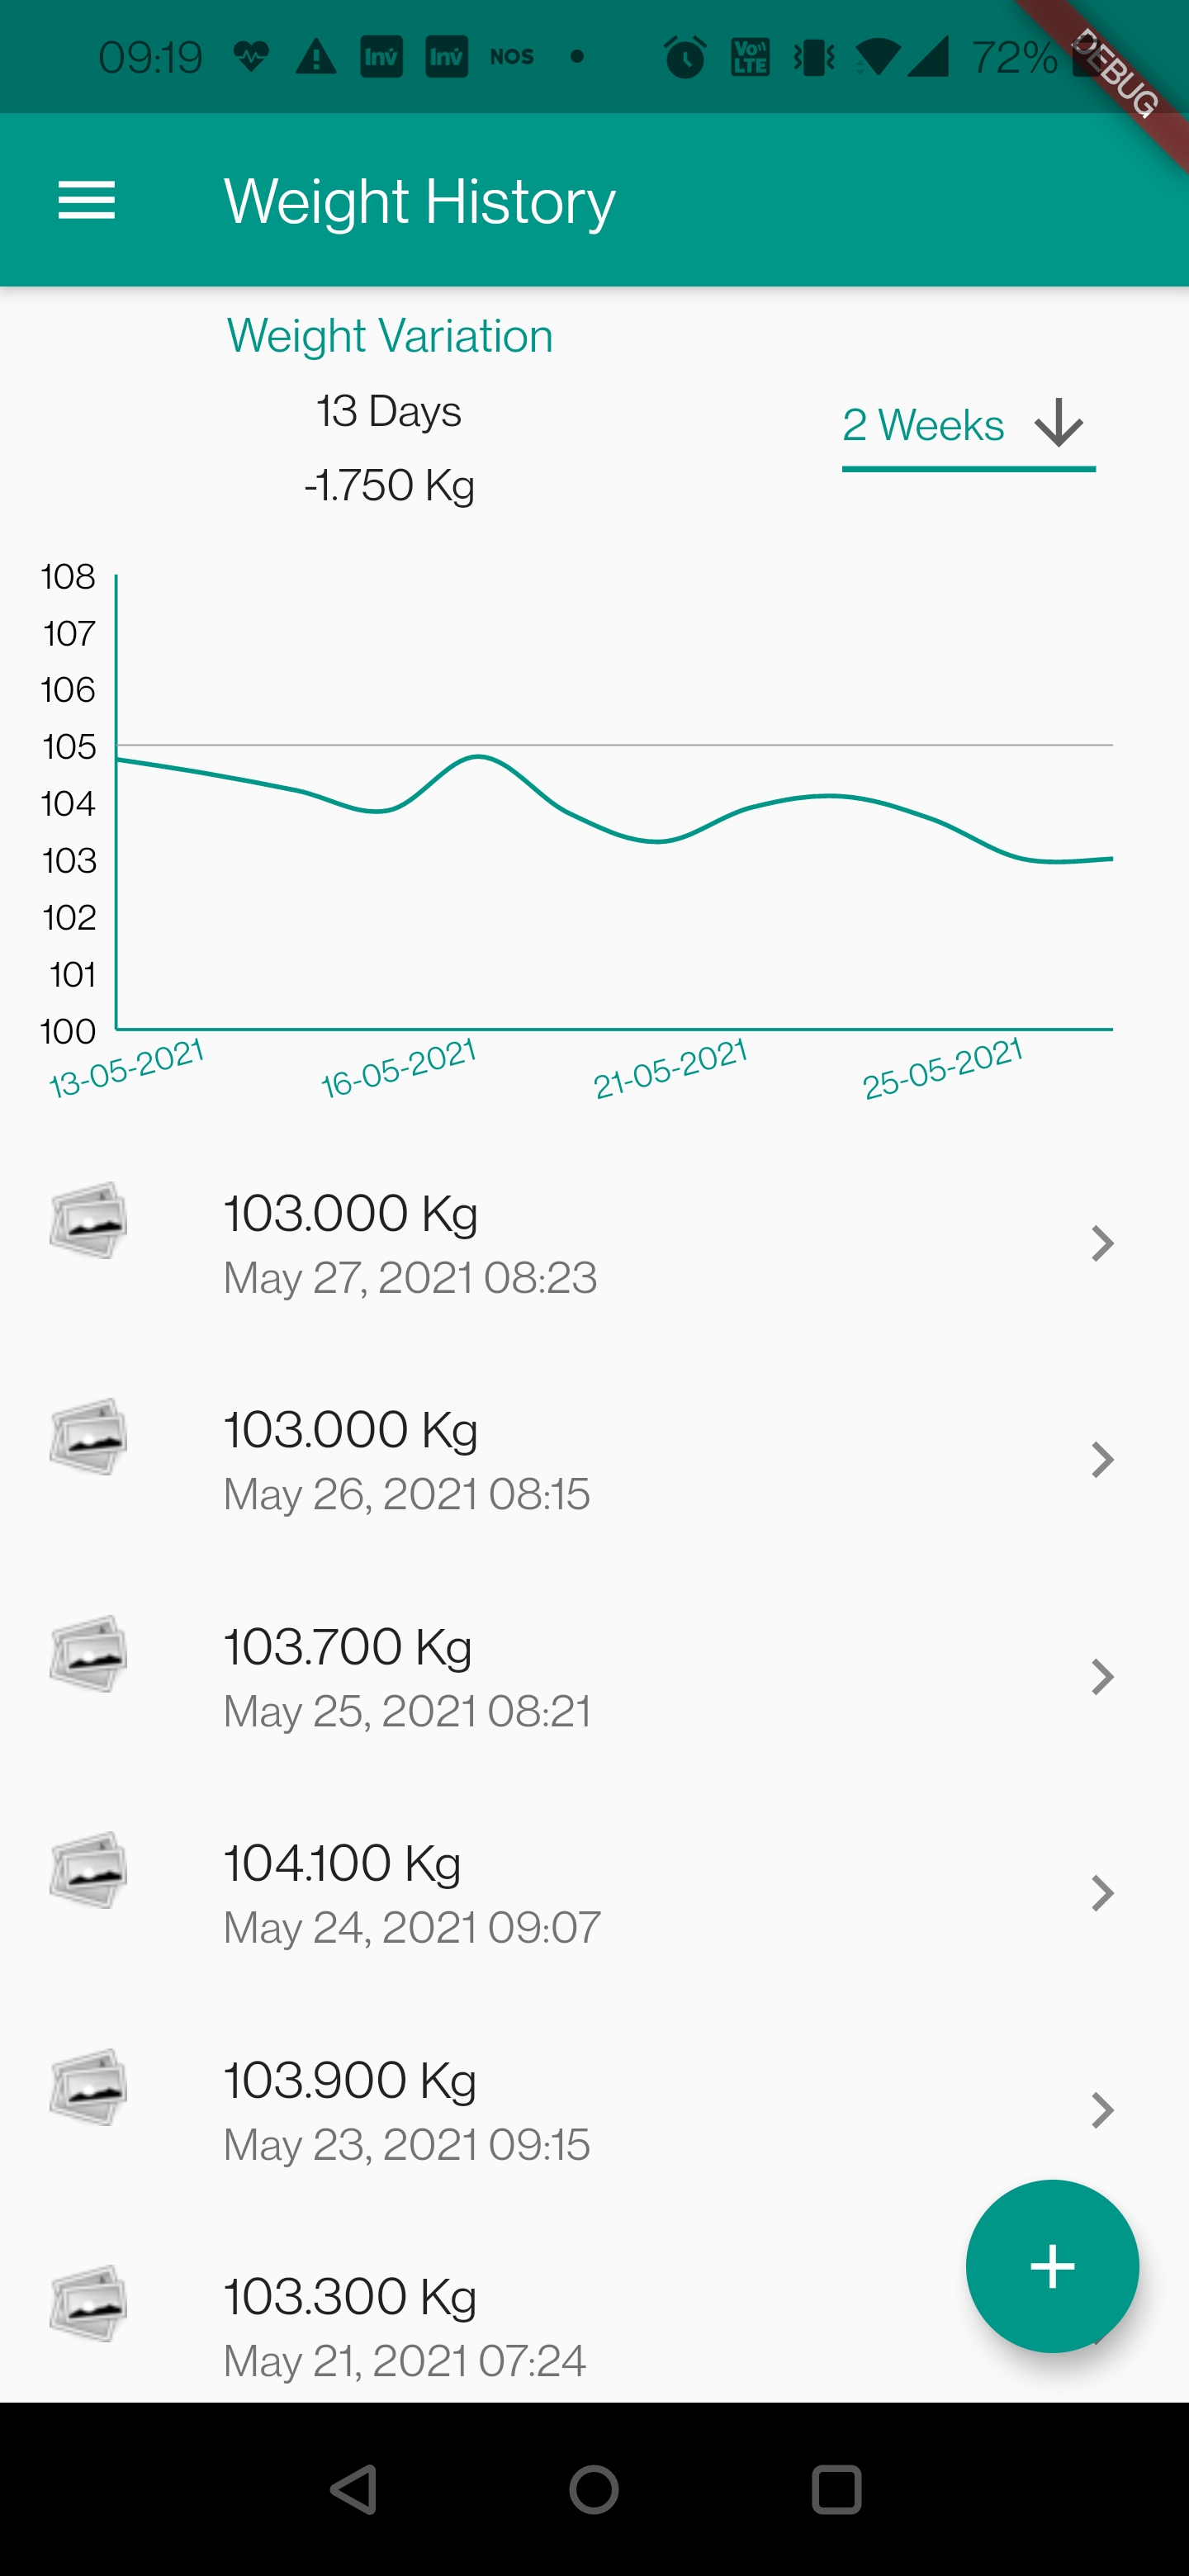 09:19 Inv Inv NOS Vo LTE 72%
DEBUG
Weight History
Weight Variation
13 Days
-1.750 Kg
2 Weeks
108
107
106
105
104
103
102
101
100
13-05-2021 16-05-2021 21-05-2021 25-05-2021
103.000 Kg
May 27, 2021 08:23
103.000 Kg
May 26, 2021 08:15
103.700 Kg
May 25, 2021 08:21
104.100 Kg
May 24, 2021 09:07
103.900 Kg
May 23, 2021 09:15
103.300 Kg
May 21, 2021 07:24